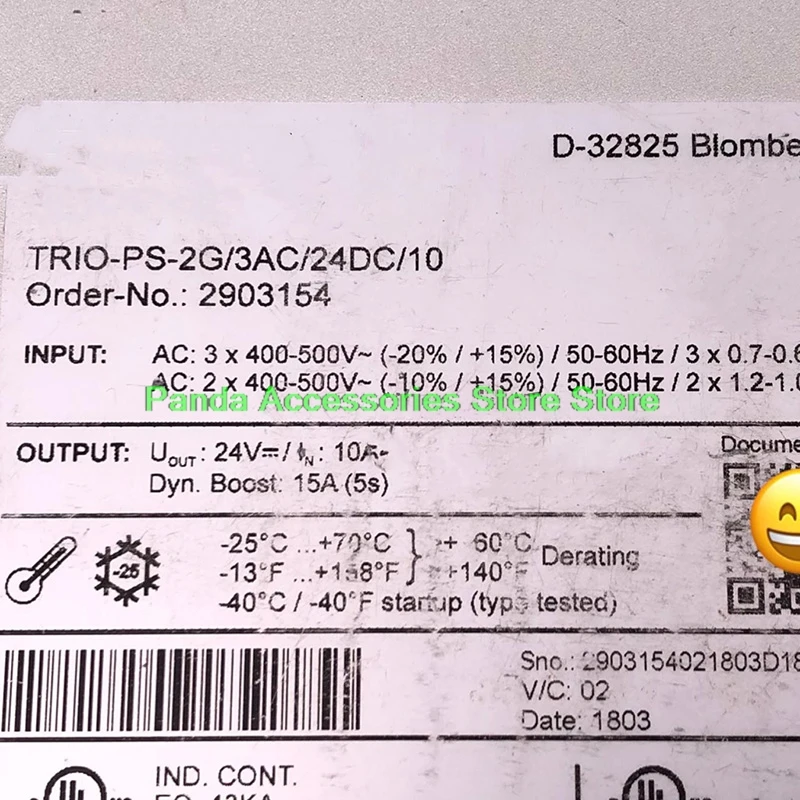 D-32825 Blombe
TRIO-PS-2G/3AC/24DC/10
Order-No.: 2903154
INPUT: AC: 3 x 400-500V~ (-20% / +15%) / 50-60Hz / 3 x 0.7-0.6
AC: 2 x 400-500V~ (-10% / +15%) / 50-60Hz / 2 x 1.2-1.0
Panda Accessories Store Store
OUTPUT: UOUT: 24V⎓ / IN: 10A
Dyn. Boost: 15A (5s)
Docume
-25
-25°C ...+70°C } + 60°C Derating
-13°F ...+158°F +140°F
-40°C / -40°F startup (type tested)
Sno.: 2903154021803D18
V/C: 02
Date: 1803
IND. CONT.
UL
UL